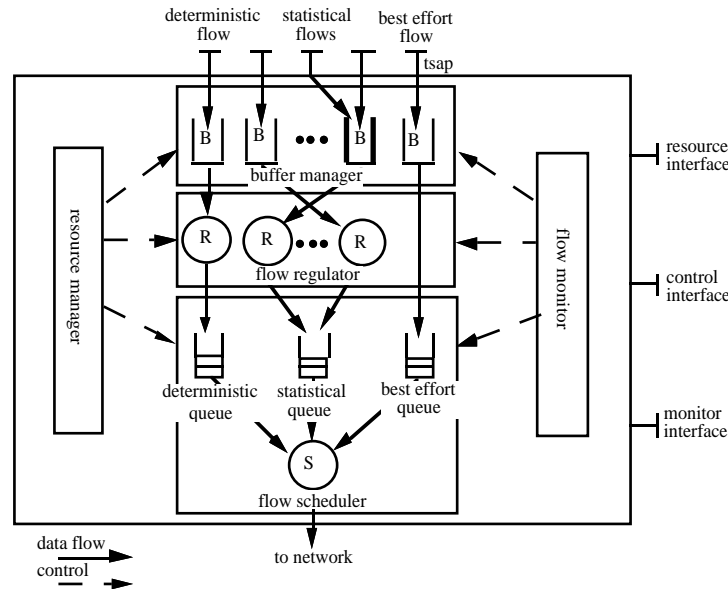 deterministic
flow
statistical
flows
best effort
flow
tsap
B
B
B
B
buffer manager
resource
interface
resource manager
R
R
R
flow regulator
flow monitor
control
interface
deterministic
queue
statistical
queue
best effort
queue
monitor
interface
S
flow scheduler
to network
data flow
control